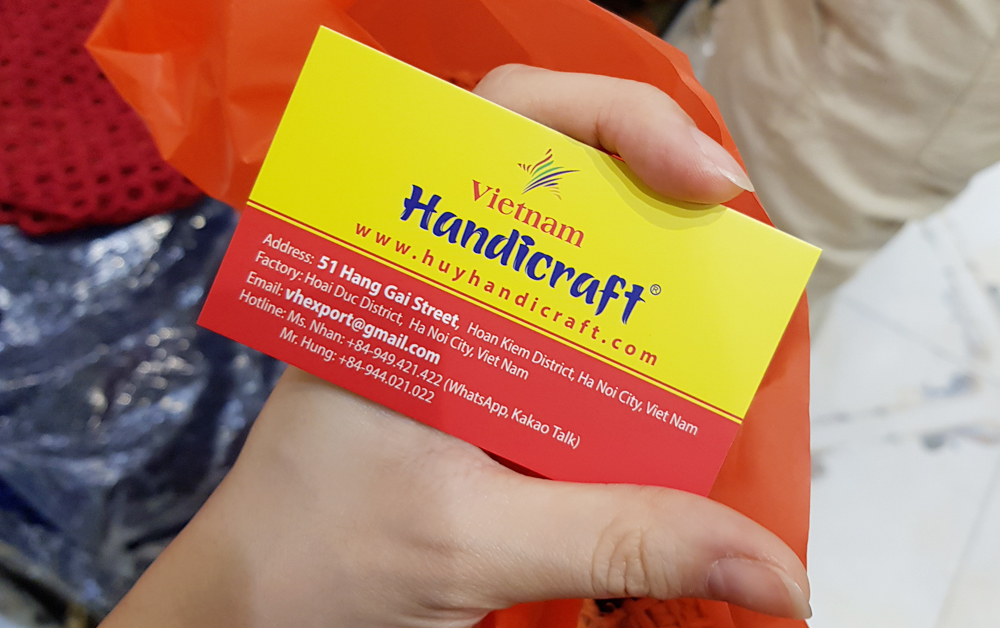 Vietnam
Handicraft®
www.huyhandicraft.com
Address: 51 Hang Gai Street, Hoan Kiem District, Ha Noi City, Viet Nam
Factory: Hoai Duc District, Ha Noi City, Viet Nam
Email: vhexport@gmail.com
Hotline: Ms. Nhan: +84-949.421.422 (WhatsApp, Kakao Talk)
Mr. Hung: +84-944.021.022